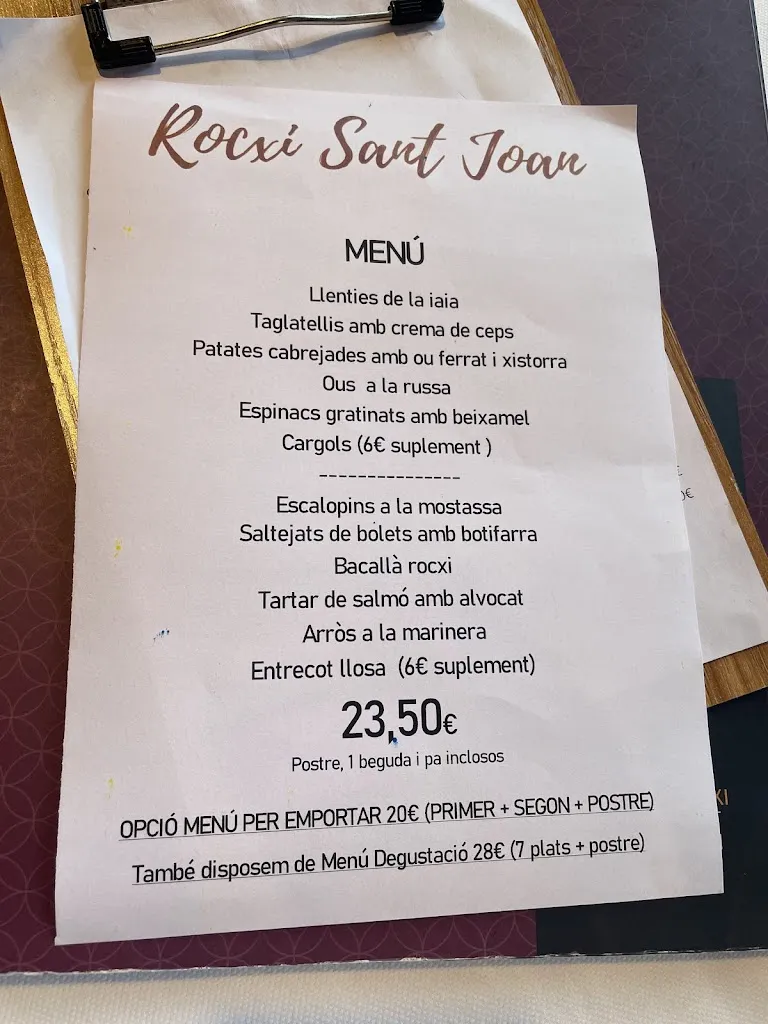 Rocxi Sant Joan
MENÚ
Llenties de la iaia
Taglatellis amb crema de ceps
Patates cabrejades amb ou ferrat i xistorra
Ous a la russa
Espinacs gratinats amb beixamel
Cargols (6€ suplement )
---------------
Escalopins a la mostassa
Saltejats de bolets amb botifarra
Bacallà rocxi
Tartar de salmó amb alvocat
Arròs a la marinera
Entrecot llosa (6€ suplement)
23,50€
Postre, 1 beguda i pa inclosos
OPCIÓ MENÚ PER EMPORTAR 20€ (PRIMER + SEGON + POSTRE)
També disposem de Menú Degustació 28€ (7 plats + postre)